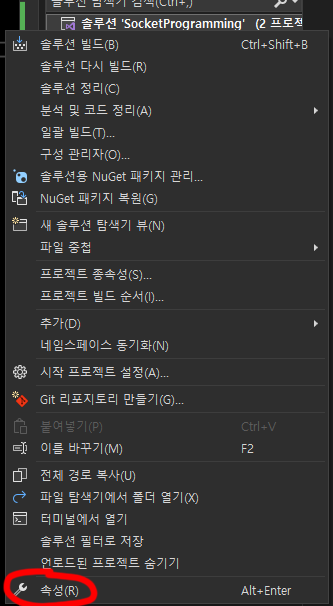 솔루션 탐색기 검색(Ctrl+;)
솔루션 'SocketProgramming' (2 프로젝
솔루션 빌드(B) Ctrl+Shift+B
솔루션 다시 빌드(R)
솔루션 정리(C)
분석 및 코드 정리(A)
일괄 빌드(T)...
구성 관리자(O)...
솔루션용 NuGet 패키지 관리...
NuGet 패키지 복원(G)
새 솔루션 탐색기 뷰(N)
파일 중첩
프로젝트 종속성(S)...
프로젝트 빌드 순서(I)...
추가(D)
네임스페이스 동기화(N)
시작 프로젝트 설정(A)...
Git 리포지토리 만들기(G)...
붙여넣기(P) Ctrl+V
이름 바꾸기(M) F2
전체 경로 복사(U)
파일 탐색기에서 폴더 열기(X)
터미널에서 열기
솔루션 필터로 저장
언로드된 프로젝트 숨기기
속성(R) Alt+Enter